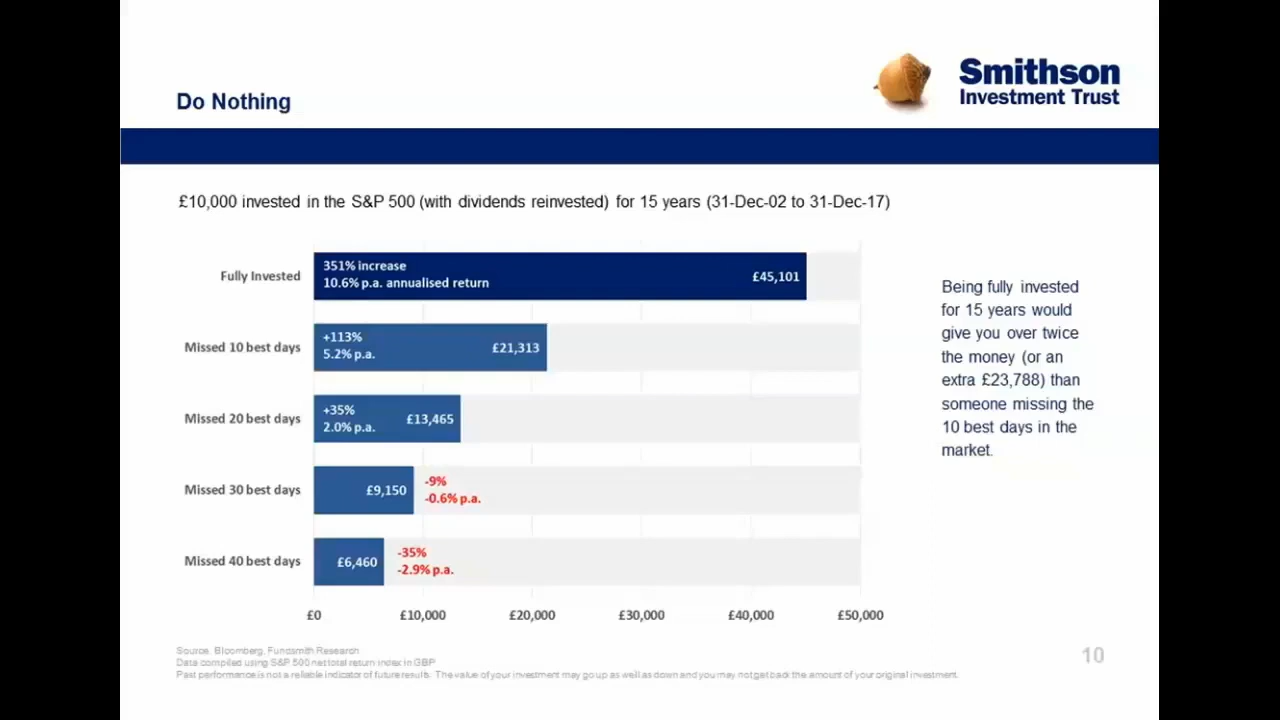 Do Nothing
Smithson
Investment Trust
£10,000 invested in the S&P 500 (with dividends reinvested) for 15 years (31-Dec-02 to 31-Dec-17)
Fully Invested
351% increase
10.6% p.a. annualised return
£45,101
Missed 10 best days
+113%
5.2% p.a.
£21,313
Missed 20 best days
+35%
2.0% p.a.
£13,465
Missed 30 best days
£9,150
-9%
-0.6% p.a.
Missed 40 best days
£6,460
-35%
-2.9% p.a.
£0 £10,000 £20,000 £30,000 £40,000 £50,000
Being fully invested
for 15 years would
give you over twice
the money (or an
extra £23,788) than
someone missing the
10 best days in the
market.
Source: Bloomberg, Fundsmith Research
Data compiled using S&P 500 net total return index in GBP
Past performance is not a reliable indicator of future results. The value of your investment may go up as well as down and you may not get back the amount of your original investment.
10